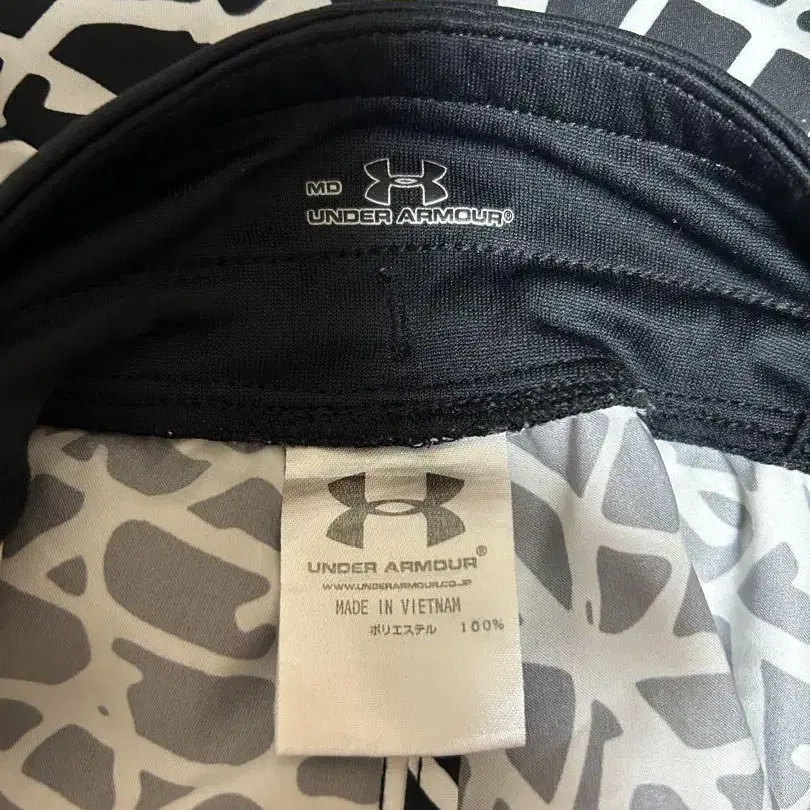 MD
UNDER ARMOUR®
UNDER ARMOUR®
WWW.UNDERARMOUR.CO.JP
MADE IN VIETNAM
ポリエステル 100%